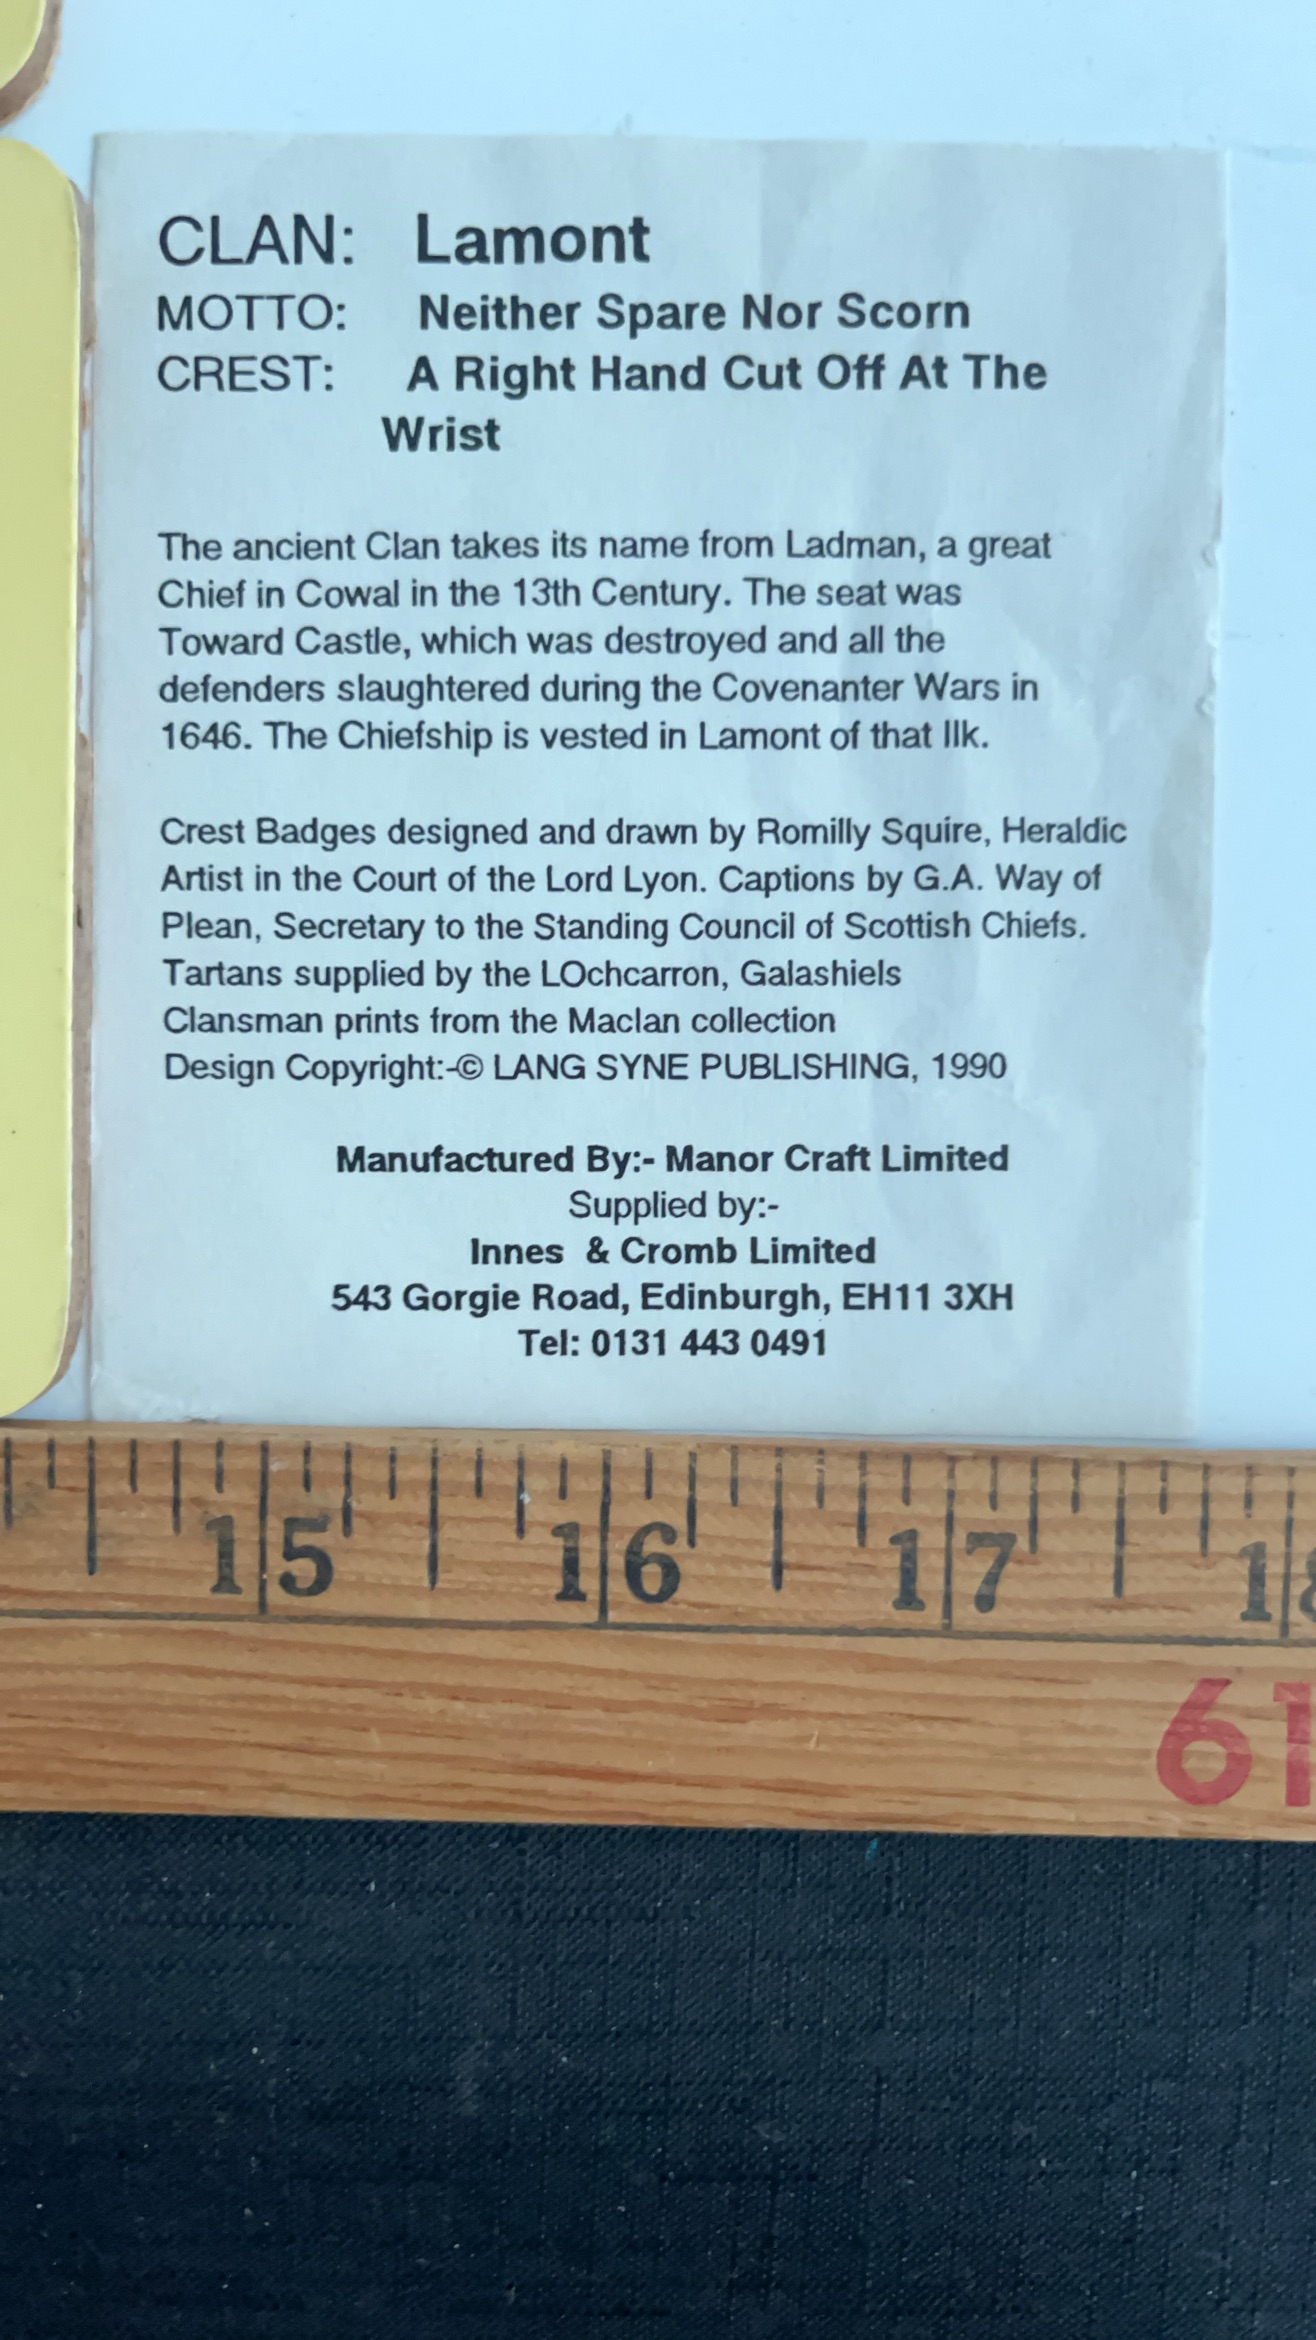 CLAN: Lamont
MOTTO: Neither Spare Nor Scorn
CREST: A Right Hand Cut Off At The
Wrist
The ancient Clan takes its name from Ladman, a great
Chief in Cowal in the 13th Century. The seat was
Toward Castle, which was destroyed and all the
defenders slaughtered during the Covenanter Wars in
1646. The Chiefship is vested in Lamont of that Ilk.
Crest Badges designed and drawn by Romilly Squire, Heraldic
Artist in the Court of the Lord Lyon. Captions by G.A. Way of
Plean, Secretary to the Standing Council of Scottish Chiefs.
Tartans supplied by the LOchcarron, Galashiels
Clansman prints from the MacIan collection
Design Copyright:-© LANG SYNE PUBLISHING, 1990
Manufactured By:- Manor Craft Limited
Supplied by:-
Innes & Cromb Limited
543 Gorgie Road, Edinburgh, EH11 3XH
Tel: 0131 443 0491
15 16 17 18
61